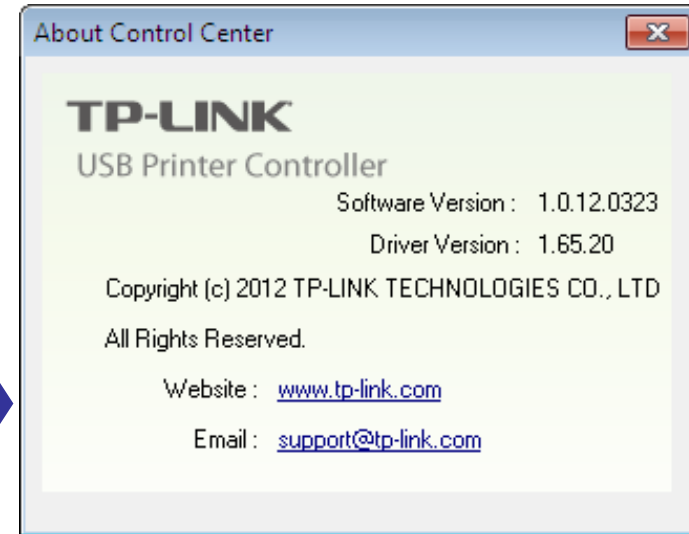 About Control Center
TP-LINK
USB Printer Controller
Software Version : 1.0.12.0323
Driver Version : 1.65.20
Copyright (c) 2012 TP-LINK TECHNOLOGIES CO., LTD
All Rights Reserved.
Website : www.tp-link.com
Email : support@tp-link.com